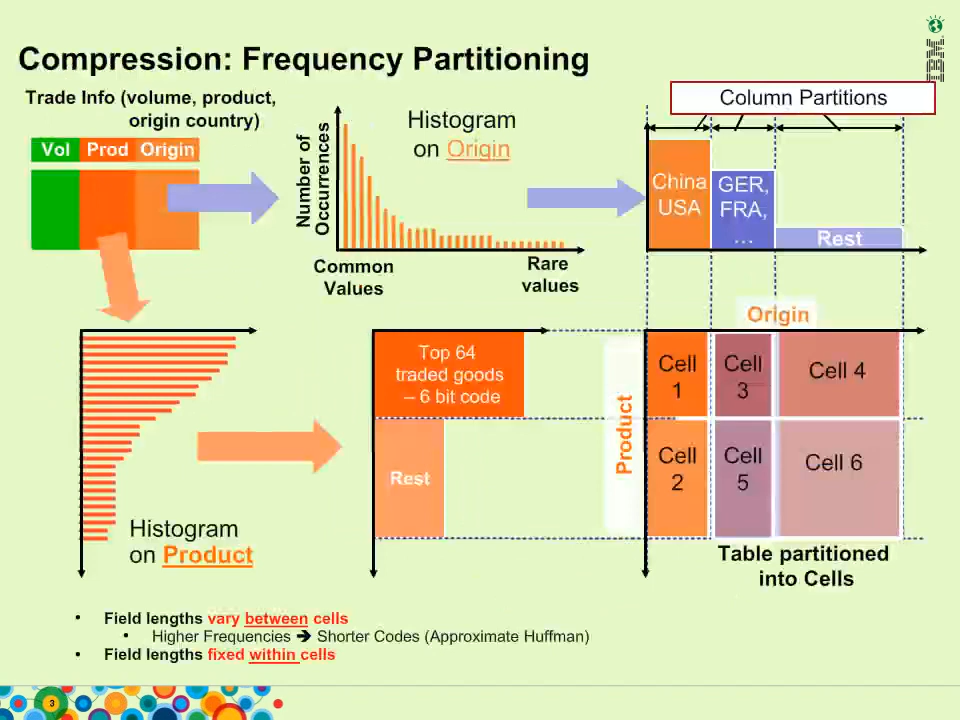 IBM
Compression: Frequency Partitioning
Trade Info (volume, product,
origin country)
Vol Prod Origin
Number of
Occurrences
Histogram
on Origin
Common
Values
Rare
values
Column Partitions
China
USA
GER,
FRA,
…
Rest
Histogram
on Product
Top 64
traded goods
– 6 bit code
Rest
Origin
Product
Cell
1
Cell
3
Cell 4
Cell
2
Cell
5
Cell 6
Table partitioned
into Cells
• Field lengths vary between cells
• Higher Frequencies ➔ Shorter Codes (Approximate Huffman)
• Field lengths fixed within cells
3